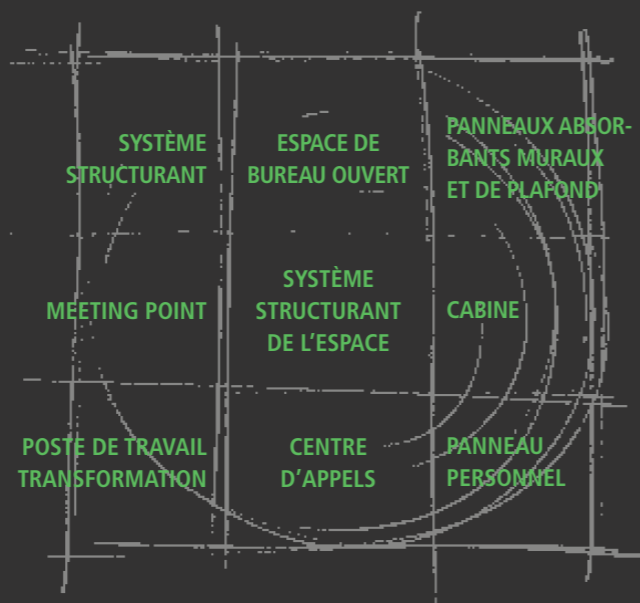 SYSTÈME
STRUCTURANT
ESPACE DE
BUREAU OUVERT
PANNEAUX ABSOR-
BANTS MURAUX
ET DE PLAFOND
MEETING POINT
SYSTÈME
STRUCTURANT
DE L’ESPACE
CABINE
POSTE DE TRAVAIL
TRANSFORMATION
CENTRE
D’APPELS
PANNEAU
PERSONNEL